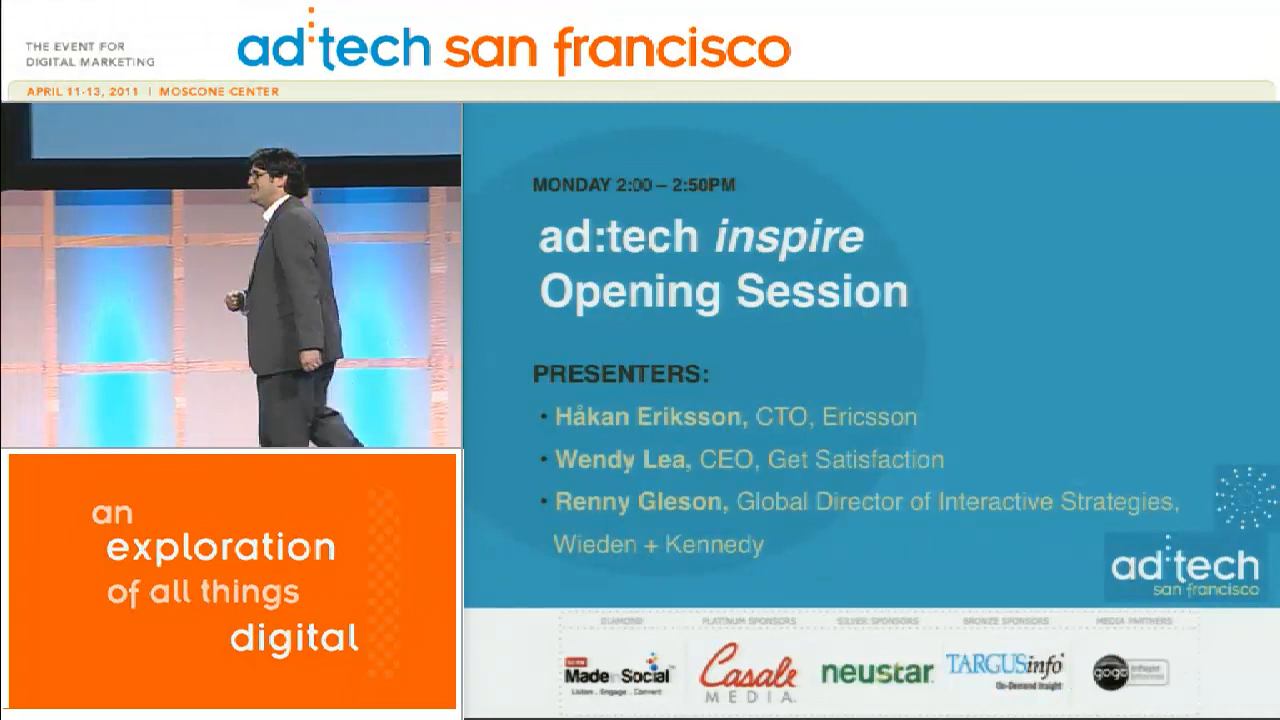 THE EVENT FOR
DIGITAL MARKETING
ad:tech san francisco
APRIL 11-13, 2011 | MOSCONE CENTER
MONDAY 2:00 – 2:50PM
ad:tech inspire
Opening Session
PRESENTERS:
• Håkan Eriksson, CTO, Ericsson
• Wendy Lea, CEO, Get Satisfaction
• Renny Gleson, Global Director of Interactive Strategies,
Wieden + Kennedy
ad:tech
san francisco
an
exploration
of all things
digital
DIAMOND PLATINUM SPONSORS SILVER SPONSORS BRONZE SPONSORS MEDIA PARTNERS
Made Social
Listen . Engage . Connect
Casale
MEDIA
neustar
TARGUSinfo
On-Demand Insight
gogo